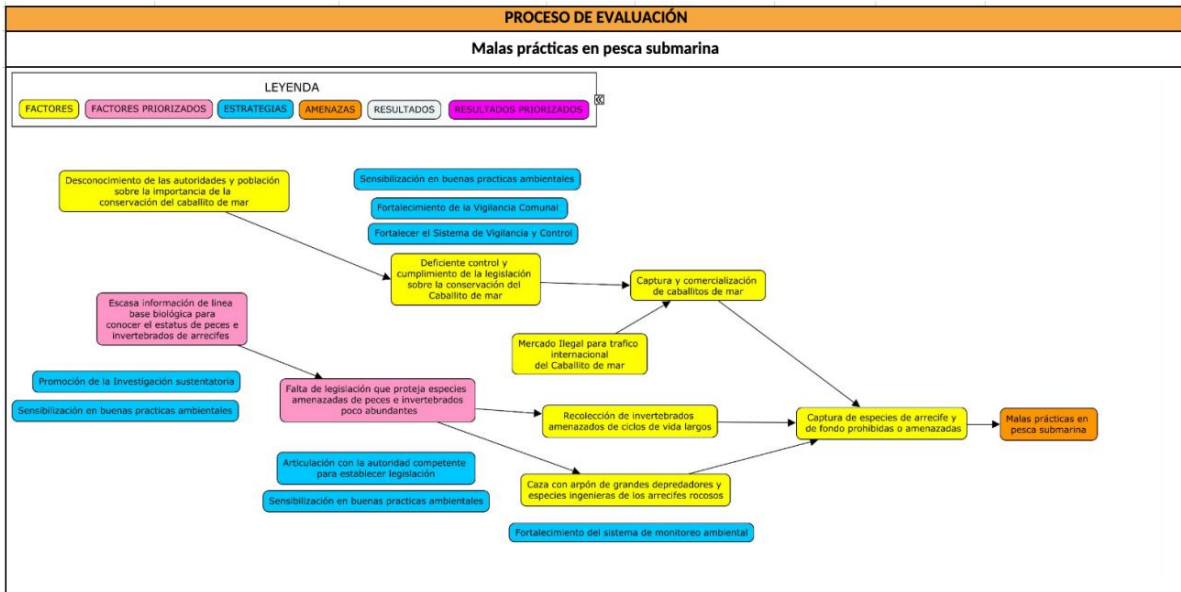 PROCESO DE EVALUACIÓN
Malas prácticas en pesca submarina
LEYENDA
FACTORES
FACTORES PRIORIZADOS
ESTRATEGIAS
AMENAZAS
RESULTADOS
RESULTADOS PRIORIZADOS
Desconocimiento de las autoridades y población
sobre la importancia de la
conservación del caballito de mar
Sensibilización en buenas practicas ambientales
Fortalecimiento de la Vigilancia Comunal
Fortalecer el Sistema de Vigilancia y Control
Deficiente control y
cumplimiento de la legislación
sobre la conservación del
Caballito de mar
Captura y comercialización
de caballitos de mar
Escasa información de linea
base biológica para
conocer el estatus de peces e
invertebrados de arrecifes
Mercado Ilegal para trafico
internacional
del Caballito de mar
Promoción de la Investigación sustentatoria
Sensibilización en buenas practicas ambientales
Falta de legislación que proteja especies
amenazadas de peces e invertebrados
poco abundantes
Recolección de invertebrados
amenazados de ciclos de vida largos
Captura de especies de arrecife y
de fondo prohibidas o amenazadas
Malas prácticas en
pesca submarina
Articulación con la autoridad competente
para establecer legislación
Sensibilización en buenas practicas ambientales
Caza con arpón de grandes depredadores y
especies ingenieras de los arrecifes rocosos
Fortalecimiento del sistema de monitoreo ambiental